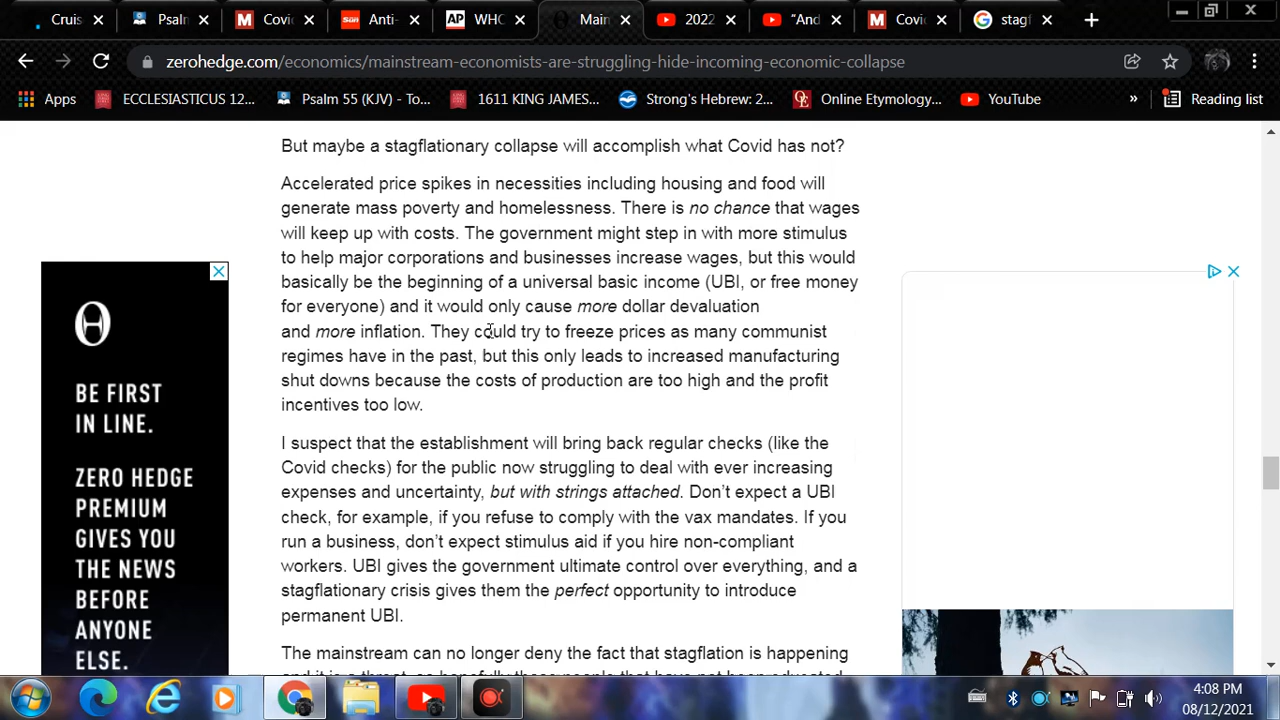 Cruis
Psalm
Covid
Sun
Anti-
AP
WHO
Main
2022
"And
Covid
stagf
zerohedge.com/economics/mainstream-economists-are-struggling-hide-incoming-economic-collapse
Apps
ECCLESIASTICUS 12...
Psalm 55 (KJV) - To...
1611 KING JAMES...
Strong's Hebrew: 2...
Online Etymology...
YouTube
»
Reading list
But maybe a stagflationary collapse will accomplish what Covid has not?
Accelerated price spikes in necessities including housing and food will
generate mass poverty and homelessness. There is no chance that wages
will keep up with costs. The government might step in with more stimulus
to help major corporations and businesses increase wages, but this would
basically be the beginning of a universal basic income (UBI, or free money
for everyone) and it would only cause more dollar devaluation
and more inflation. They could try to freeze prices as many communist
regimes have in the past, but this only leads to increased manufacturing
shut downs because the costs of production are too high and the profit
incentives too low.
I suspect that the establishment will bring back regular checks (like the
Covid checks) for the public now struggling to deal with ever increasing
expenses and uncertainty, but with strings attached. Don't expect a UBI
check, for example, if you refuse to comply with the vax mandates. If you
run a business, don't expect stimulus aid if you hire non-compliant
workers. UBI gives the government ultimate control over everything, and a
stagflationary crisis gives them the perfect opportunity to introduce
permanent UBI.
The mainstream can no longer deny the fact that stagflation is happening
BE FIRST
IN LINE.
ZERO HEDGE
PREMIUM
GIVES YOU
THE NEWS
BEFORE
ANYONE
ELSE.
4:08 PM
08/12/2021